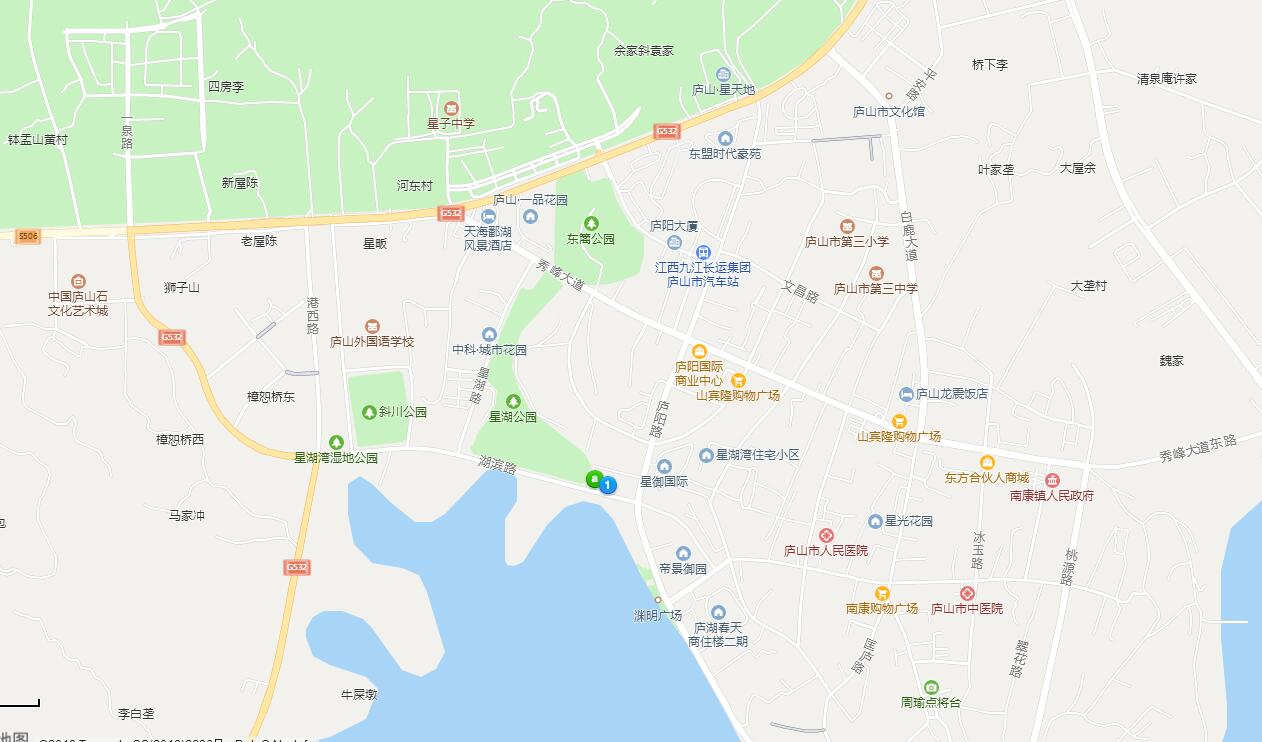 余家斜袁家
桥下李
清泉庵许家
四房李
庐山·星天地
平安路
庐山市文化馆
星子中学
一泉路
G532
钵盂山黄村
东盟时代豪苑
叶家垄
大屋余
新屋陈
河东村
庐山·一品花园
G532
天海鄱湖
风景酒店
东篱公园
庐阳大厦
白鹿大道
庐山市第三小学
S506
老屋陈
星畈
秀峰大道
江西九江长运集团
庐山市汽车站
文昌路
庐山市第三中学
大垄村
中国庐山石
文化艺术城
狮子山
港西路
G532
庐山外国语学校
中科·城市花园
庐阳国际
商业中心
山宾隆购物广场
魏家
樟恕桥东
星湖路
庐山龙震饭店
斜川公园
星湖公园
庐阳路
山宾隆购物广场
樟恕桥西
星湖湾湿地公园
湖滨路
星湖湾住宅小区
秀峰大道东路
a
1
星御国际
东方合伙人商城
南康镇人民政府
马家冲
星光花园
庐山市人民医院
冰玉路
桃源路
G532
帝景御园
渊明广场
庐湖春天
商住楼二期
南康购物广场
庐山市中医院
匡庐路
翠花路
周瑜点将台
牛屎墩
李白垄
地图